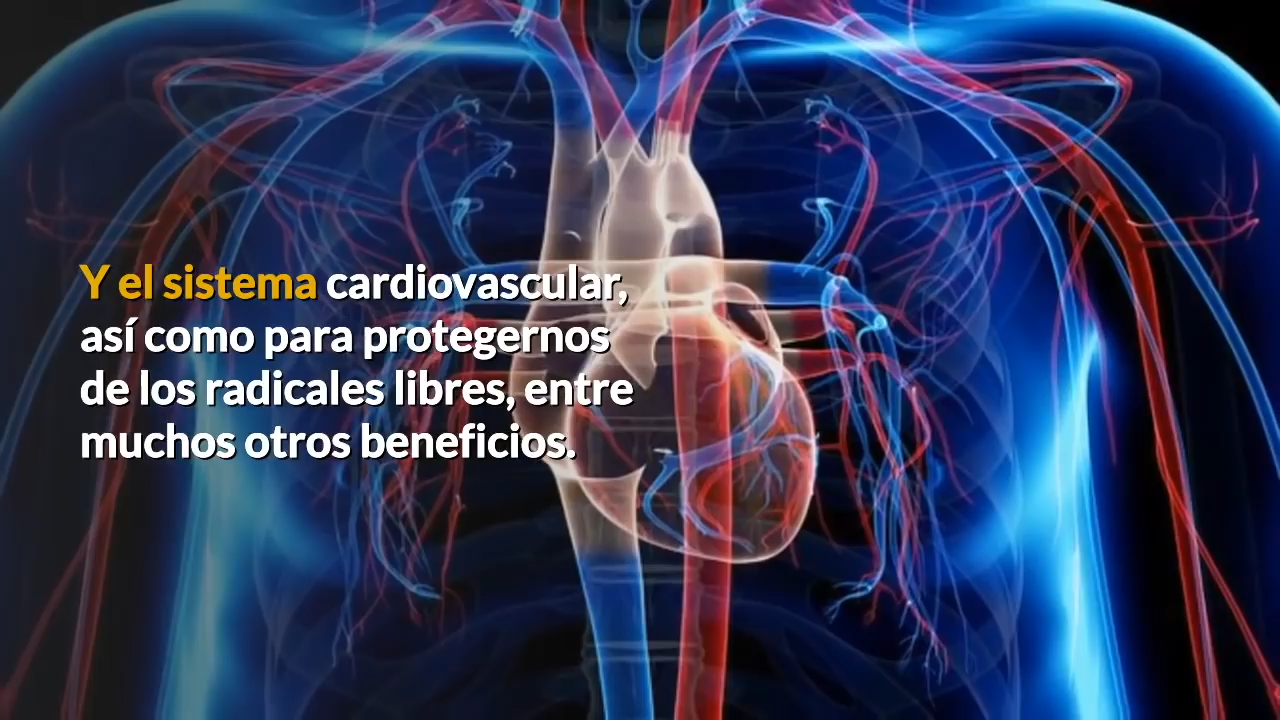 Y el sistema cardiovascular,
así como para protegernos
de los radicales libres, entre
muchos otros beneficios.